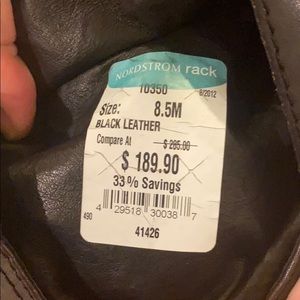 NORDSTROM rack
10350 8/2012
Size: 8.5M
BLACK LEATHER
Compare At $ 285.00
$ 189.90
33% Savings
490
4 29518 30038 7
41426